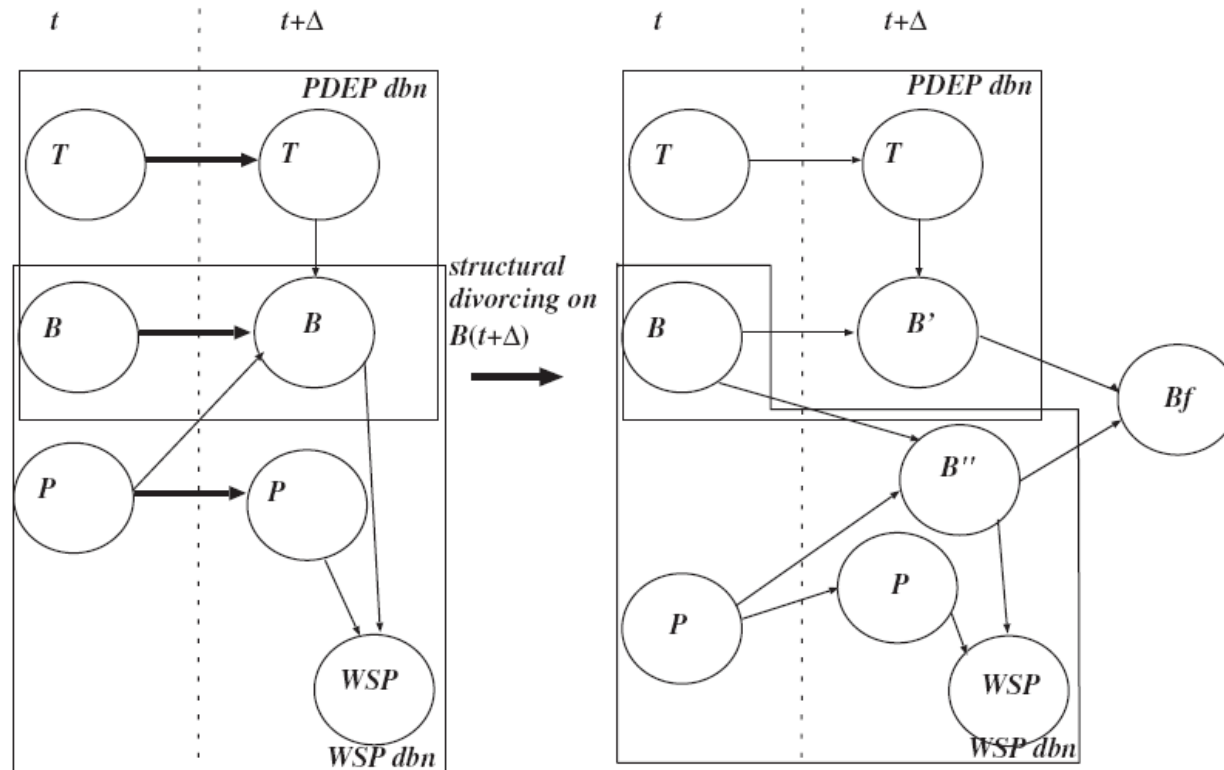 t
t+Δ
t
t+Δ
PDEP dbn
T
T
B
B
P
P
WSP
WSP dbn
structural
divorcing on
B(t+Δ)
PDEP dbn
T
T
B
B'
Bf
B''
P
P
WSP
WSP dbn